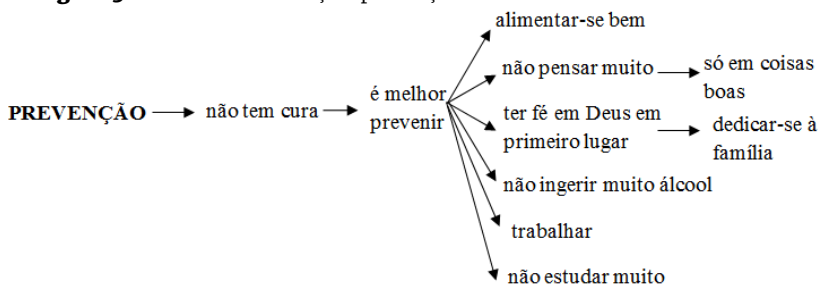 alimentar-se bem
não pensar muito
só em coisas
boas
PREVENÇÃO
não tem cura
é melhor
prevenir
ter fé em Deus em
primeiro lugar
dedicar-se à
família
não ingerir muito álcool
trabalhar
não estudar muito